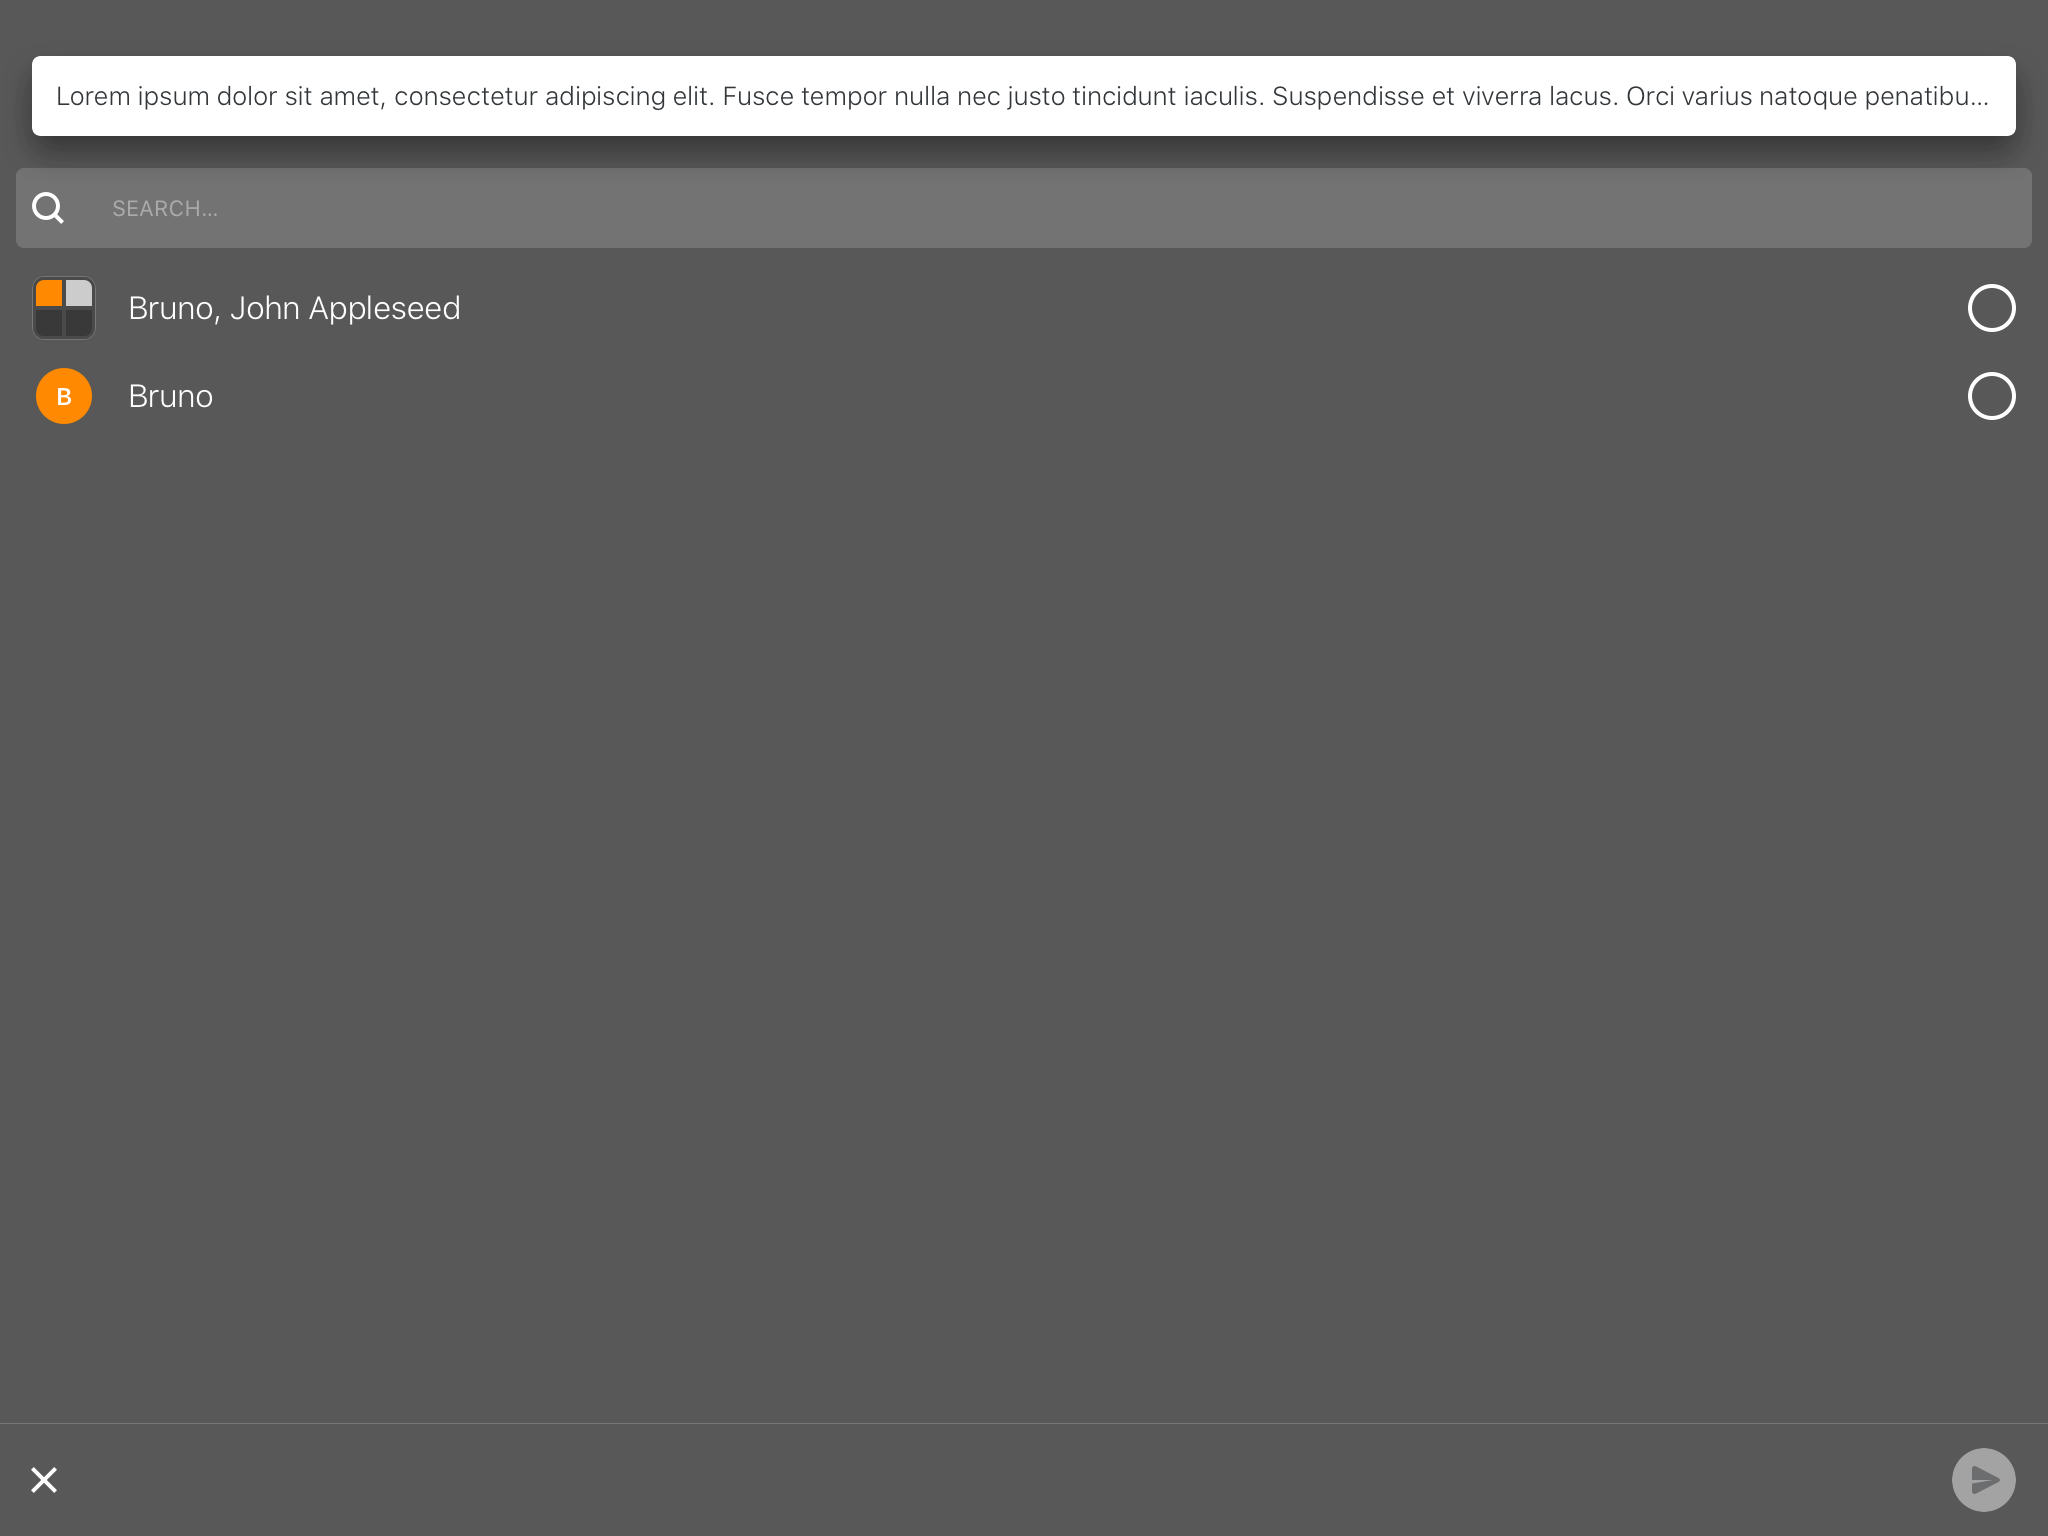 Lorem ipsum dolor sit amet, consectetur adipiscing elit. Fusce tempor nulla nec justo tincidunt iaculis. Suspendisse et viverra lacus. Orci varius natoque penatibu...
SEARCH...
Bruno, John Appleseed
B Bruno